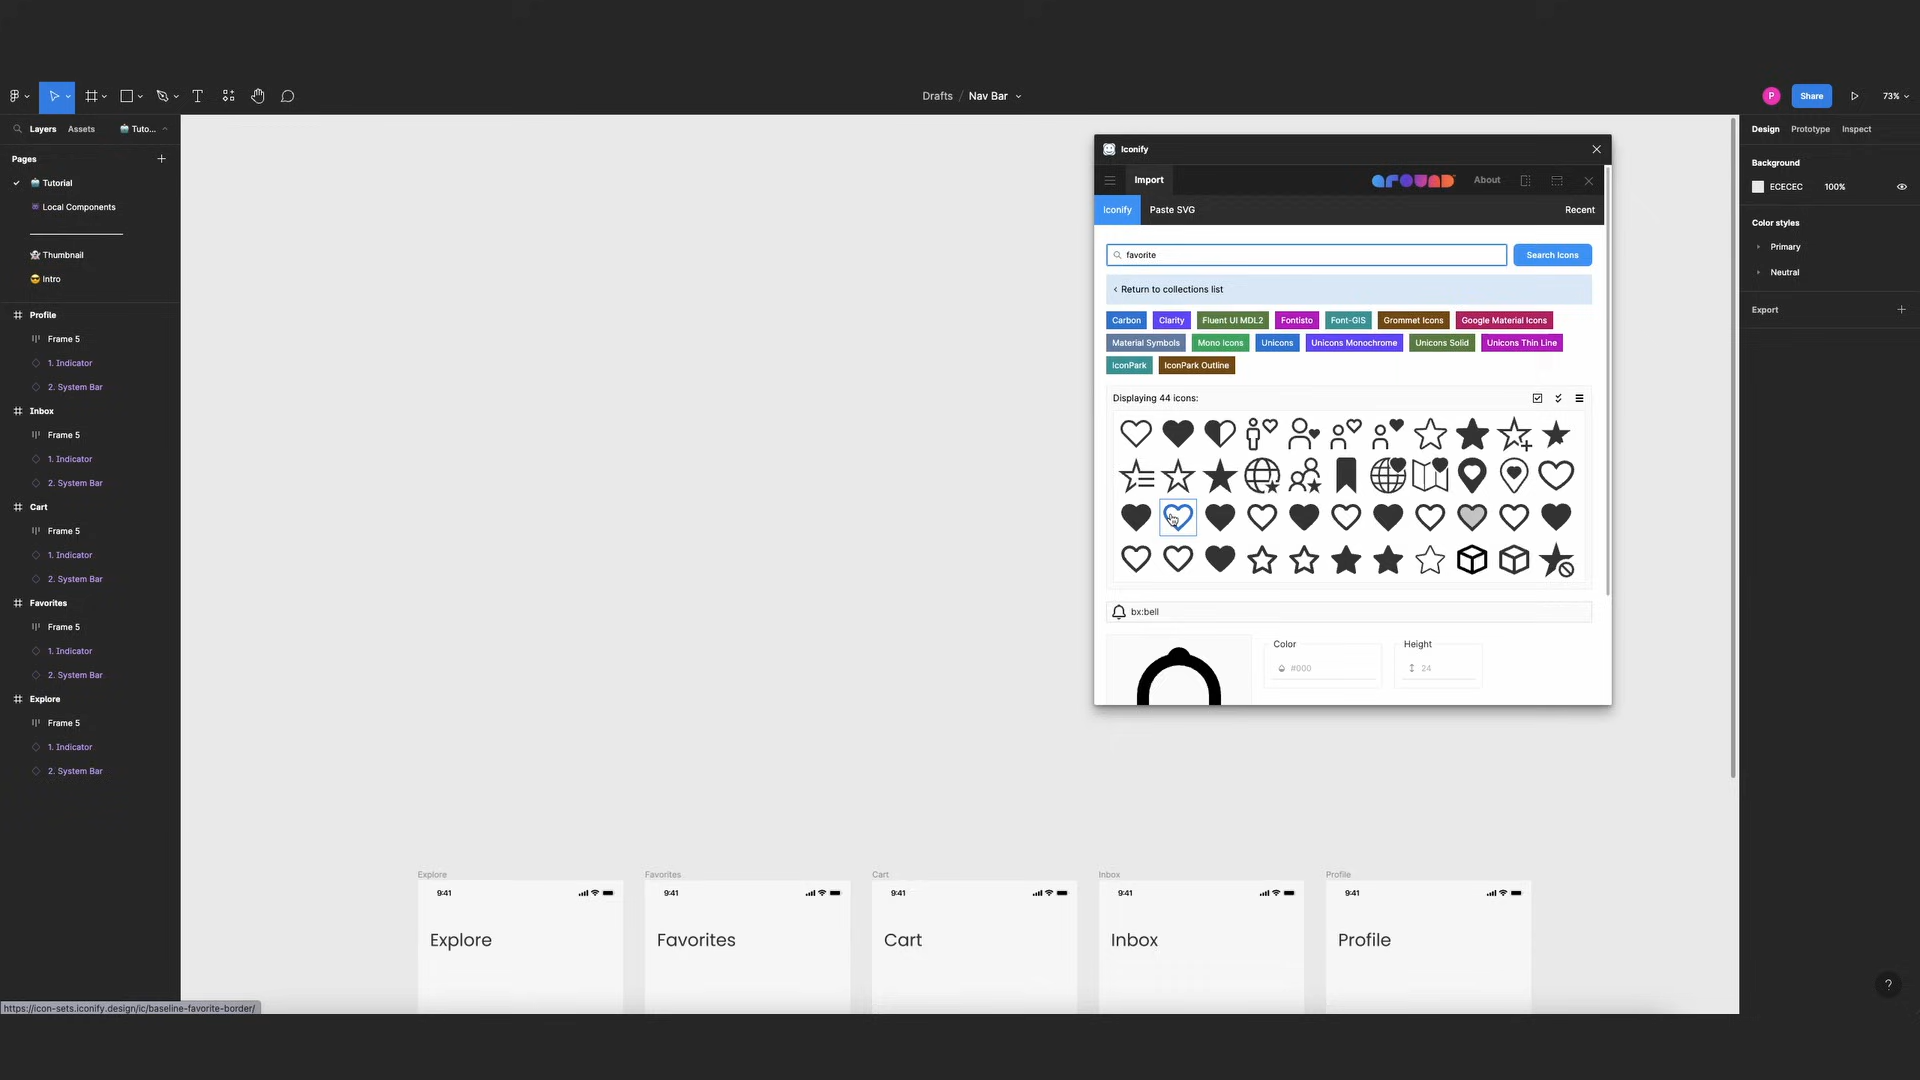 Drafts / Nav Bar
P
Share
73%
Layers
Assets
Tuto...
Pages
Tutorial
Local Components
Thumbnail
Intro
Profile
Frame 5
1. Indicator
2. System Bar
Inbox
Frame 5
1. Indicator
2. System Bar
Cart
Frame 5
1. Indicator
2. System Bar
Favorites
Frame 5
1. Indicator
2. System Bar
Explore
Frame 5
1. Indicator
2. System Bar
https://icon-sets.iconify.design/ic/baseline-favorite-border/
Iconify
Import
around
About
Iconify
Paste SVG
Recent
favorite
Search Icons
Return to collections list
Carbon Clarity Fluent UI MDL2 Fontisto Font-GIS Grommet Icons Google Material Icons
Material Symbols Mono Icons Unicons Unicons Monochrome Unicons Solid Unicons Thin Line
IconPark IconPark Outline
Displaying 44 icons:
bx:bell
Color
#000
Height
24
Explore
9:41
Explore
Favorites
9:41
Favorites
Cart
9:41
Cart
Inbox
9:41
Inbox
Profile
9:41
Profile
Design
Prototype
Inspect
Background
ECECEC
100%
Color styles
Primary
Neutral
Export
?